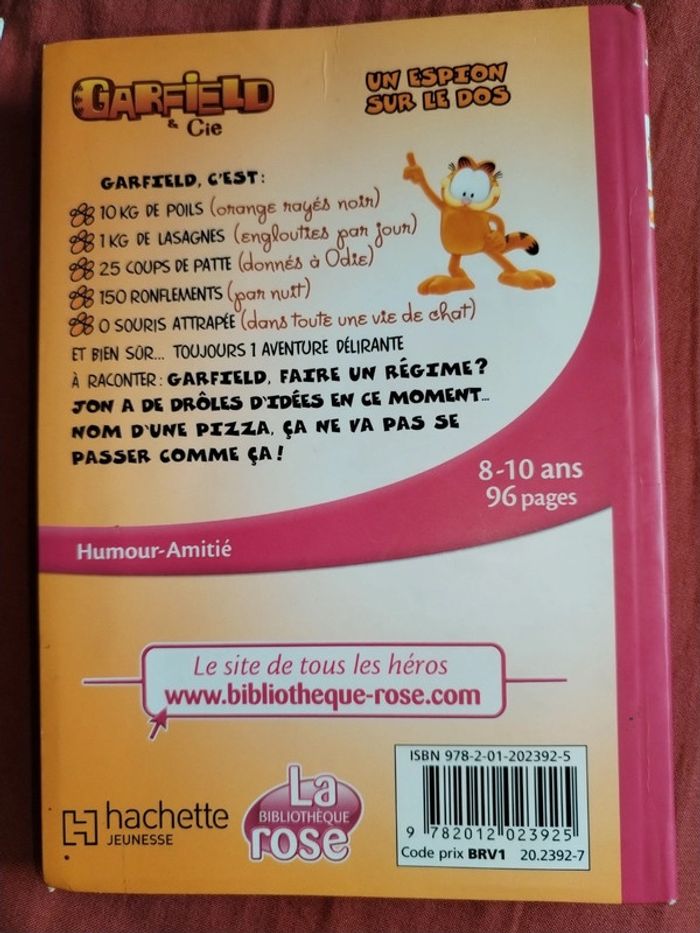 GARFIELD
& Cie
UN ESPION
SUR LE DOS
GARFIELD, C'EST :
10 KG DE POILS (orange rayés noir)
1 KG DE LASAGNES (englouties par jour)
25 COUPS DE PATTE (donnés à Odie)
150 RONFLEMENTS (par nuit)
0 SOURIS ATTRAPÉE (dans toute une vie de chat)
ET BIEN SÛR... TOUJOURS 1 AVENTURE DÉLIRANTE
À RACONTER : GARFIELD, FAIRE UN RÉGIME ?
JON A DE DRÔLES D'IDÉES EN CE MOMENT...
NOM D'UNE PIZZA, ÇA NE VA PAS SE
PASSER COMME ÇA !
8-10 ans
96 pages
Humour-Amitié
Le site de tous les héros
www.bibliotheque-rose.com
hachette
JEUNESSE
La
BIBLIOTHÈQUE
rose
ISBN 978-2-01-202392-5
9 782012 023925
Code prix BRV1 20.2392-7